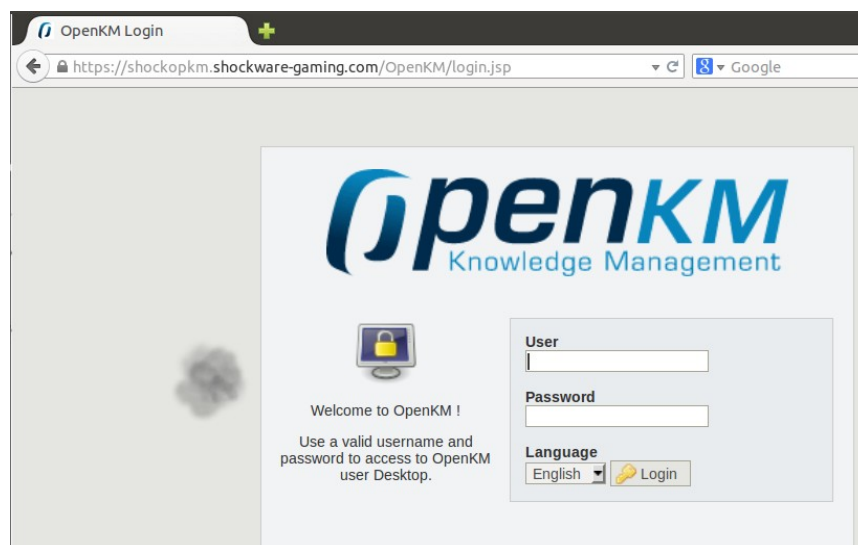 OpenKM Login
https://shockopkm.shockware-gaming.com/OpenKM/login.jsp
Google
OpenKM
Knowledge Management
User
Welcome to OpenKM !
Password
Use a valid username and
password to access to OpenKM
user Desktop.
Language
English Login